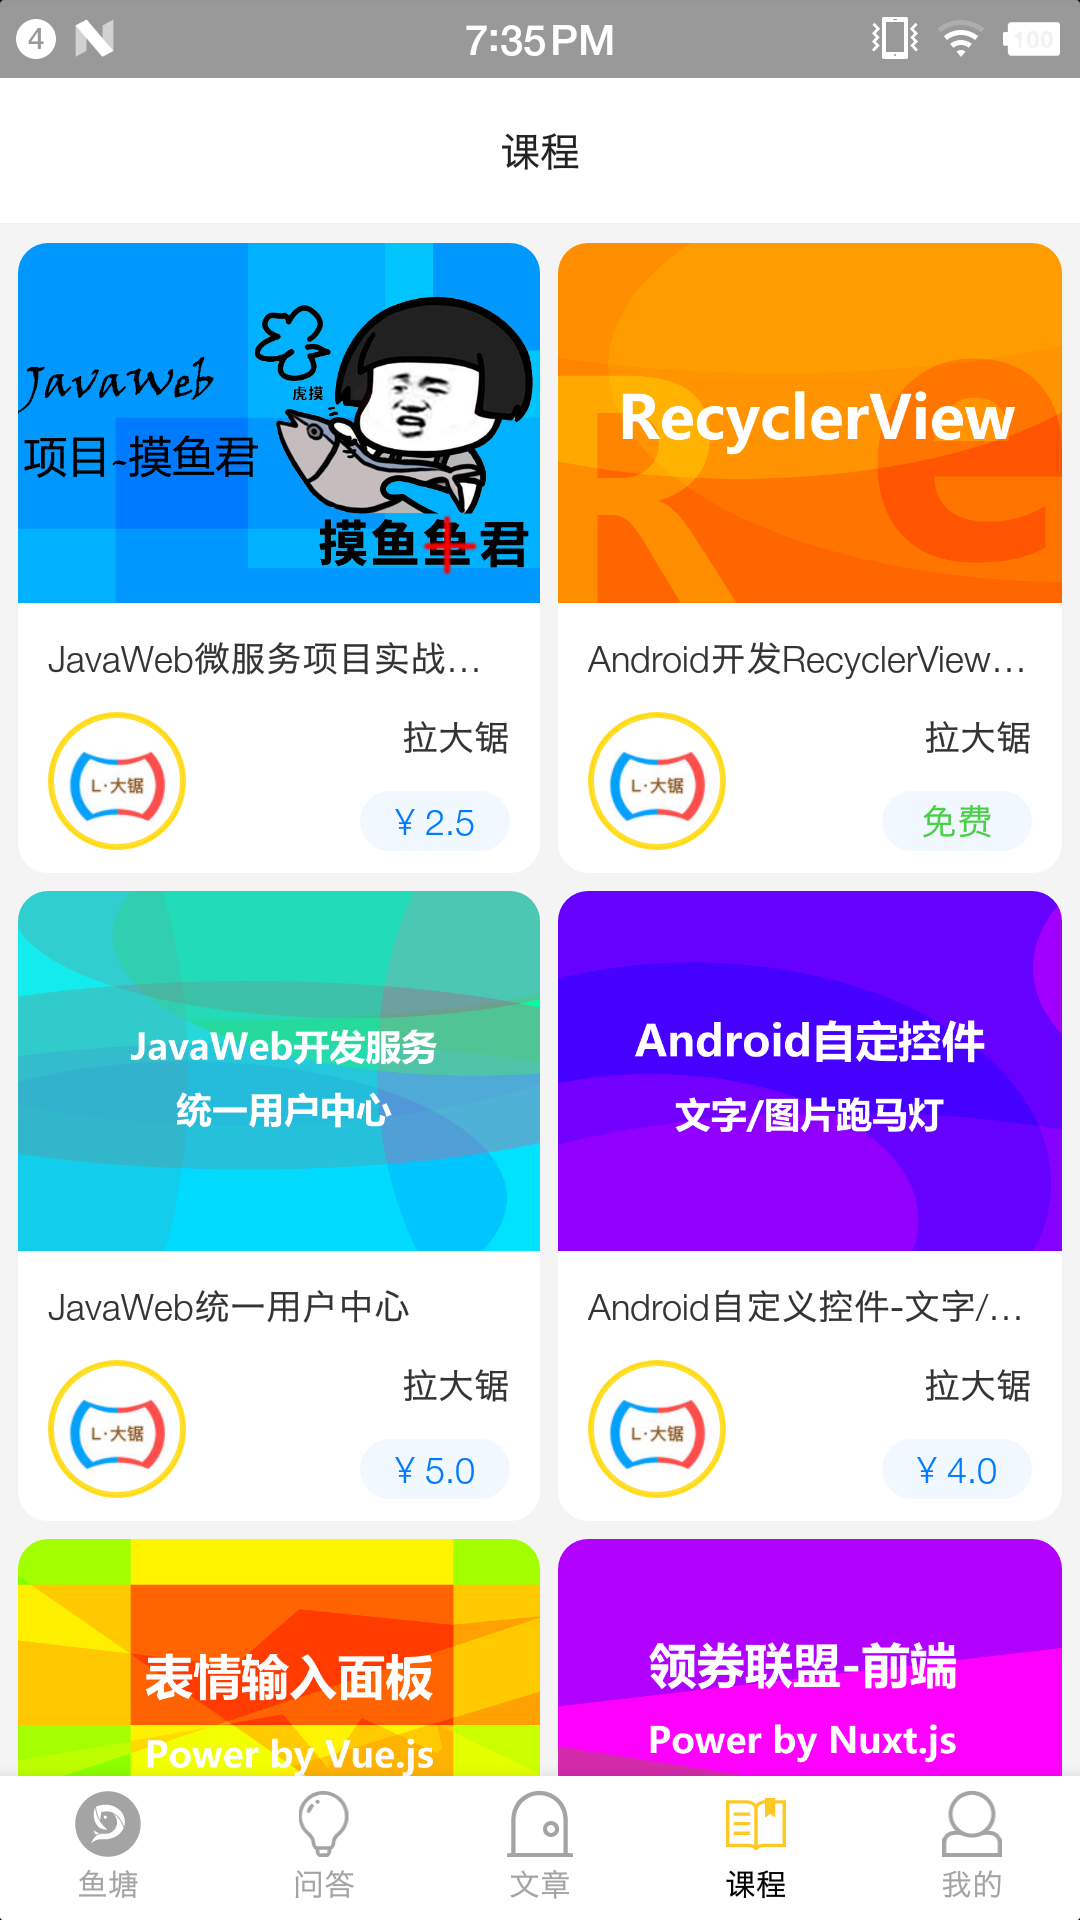 4
7:35 PM
100
课程
JavaWeb
项目~摸鱼君
虎摸
摸鱼鱼君
R
e
RecyclerView
JavaWeb微服务项目实战...
拉大锯
L·大锯
¥ 2.5
Android开发RecyclerView...
拉大锯
L·大锯
免费
JavaWeb开发服务
统一用户中心
Android自定控件
文字/图片跑马灯
JavaWeb统一用户中心
拉大锯
L·大锯
¥ 5.0
Android自定义控件-文字/...
拉大锯
L·大锯
¥ 4.0
表情输入面板
Power by Vue.js
领券联盟-前端
Power by Nuxt.js
鱼塘
问答
文章
课程
我的